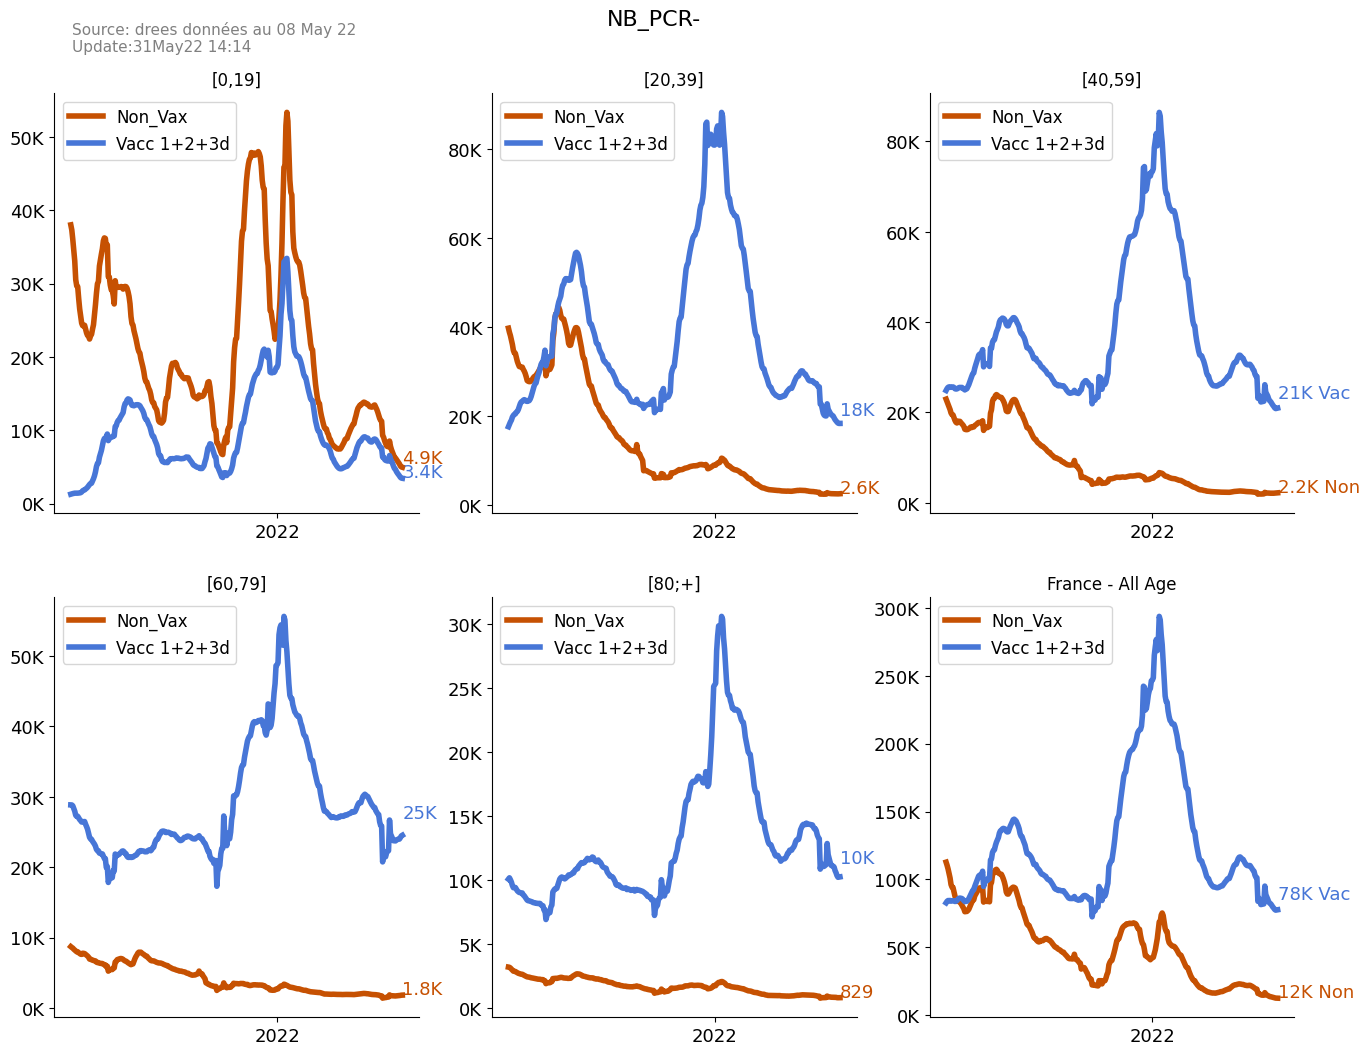 NB_PCR-
Source: drees données au 08 May 22
Update:31May22 14:14
[0,19]
Non_Vax
Vacc 1+2+3d
50K
40K
30K
20K
10K
0K
4.9K
3.4K
2022
[20,39]
Non_Vax
Vacc 1+2+3d
80K
60K
40K
20K
0K
18K
2.6K
2022
[40,59]
Non_Vax
Vacc 1+2+3d
80K
60K
40K
20K
0K
21K Vac
2.2K Non
2022
[60,79]
Non_Vax
Vacc 1+2+3d
50K
40K
30K
20K
10K
0K
25K
1.8K
2022
[80;+]
Non_Vax
Vacc 1+2+3d
30K
25K
20K
15K
10K
5K
0K
10K
829
2022
France - All Age
Non_Vax
Vacc 1+2+3d
300K
250K
200K
150K
100K
50K
0K
78K Vac
12K Non
2022